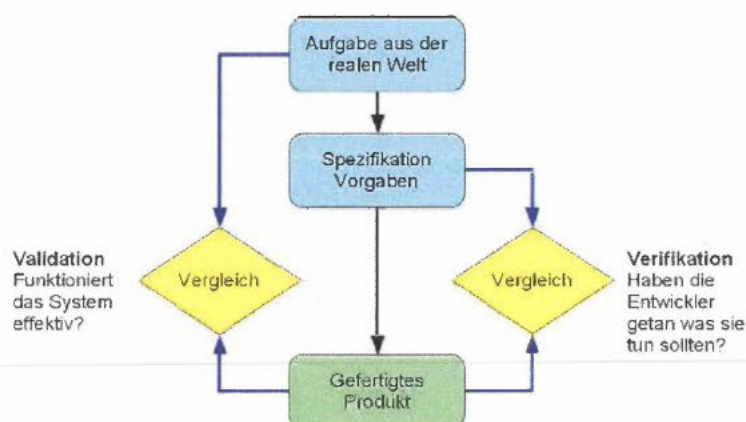 Aufgabe aus der
realen Welt
Spezifikation
Vorgaben
Validation
Funktioniert
das System
effektiv?
Vergleich
Vergleich
Verifikation
Haben die
Entwickler
getan was sie
tun sollten?
Gefertigtes
Produkt